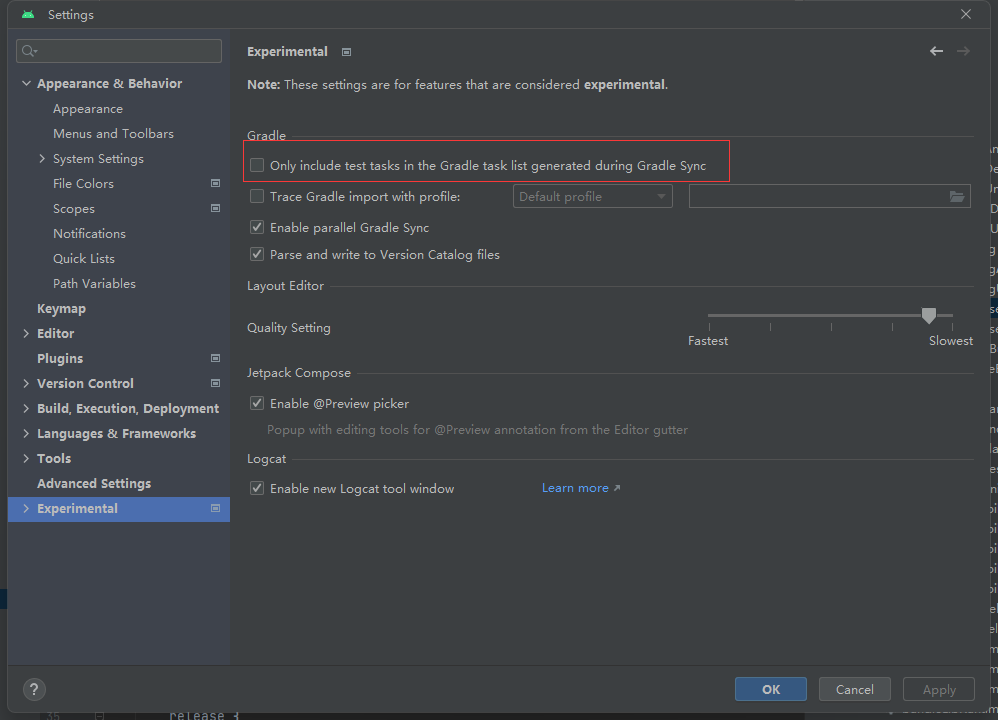 Settings
Appearance & Behavior
Appearance
Menus and Toolbars
System Settings
File Colors
Scopes
Notifications
Quick Lists
Path Variables
Keymap
Editor
Plugins
Version Control
Build, Execution, Deployment
Languages & Frameworks
Tools
Advanced Settings
Experimental
Experimental
Note: These settings are for features that are considered experimental.
Gradle
Only include test tasks in the Gradle task list generated during Gradle Sync
Trace Gradle import with profile: Default profile
Enable parallel Gradle Sync
Parse and write to Version Catalog files
Layout Editor
Quality Setting
Fastest Slowest
Jetpack Compose
Enable @Preview picker
Popup with editing tools for @Preview annotation from the Editor gutter
Logcat
Enable new Logcat tool window Learn more ↗
? OK Cancel Apply
35 release {